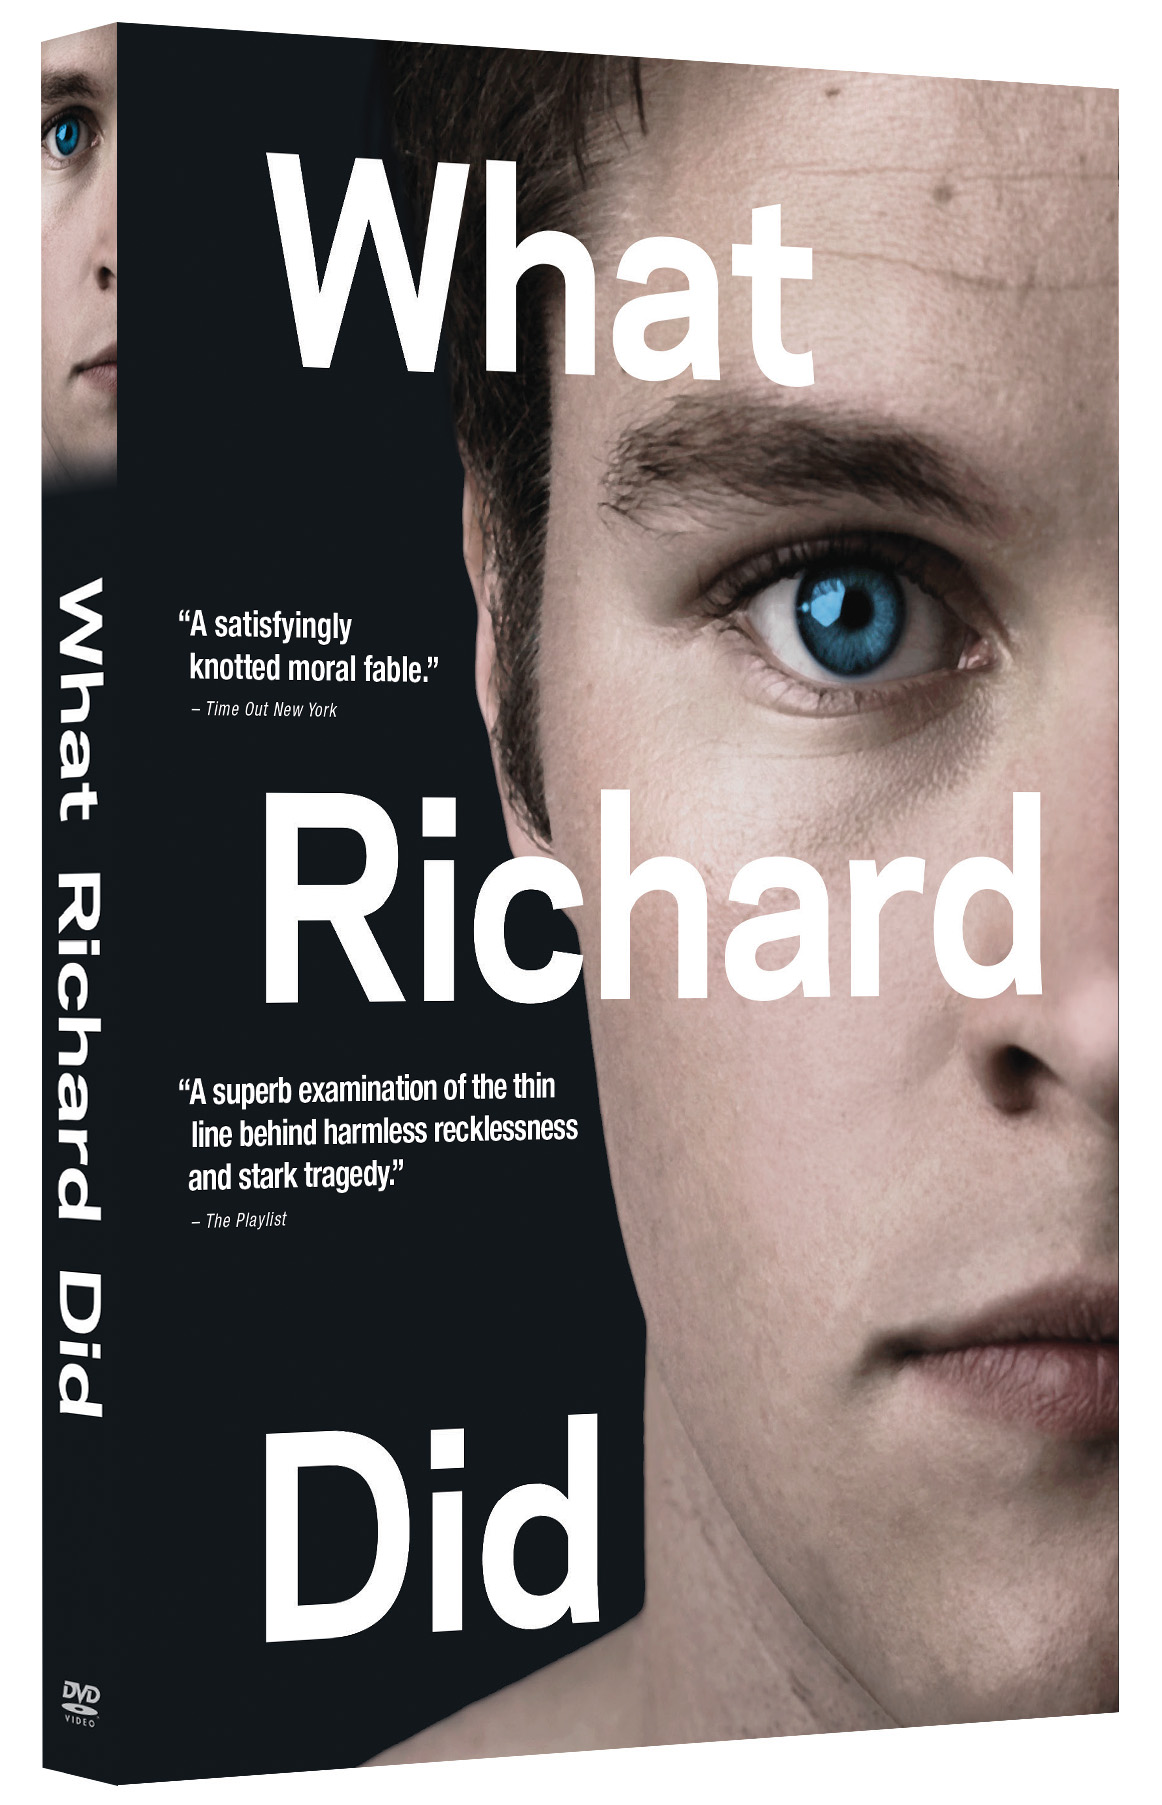 What
“A satisfyingly
knotted moral fable.”
– Time Out New York
Richard
“A superb examination of the thin
line behind harmless recklessness
and stark tragedy.”
– The Playlist
Did
What Richard Did
DVD
VIDEO